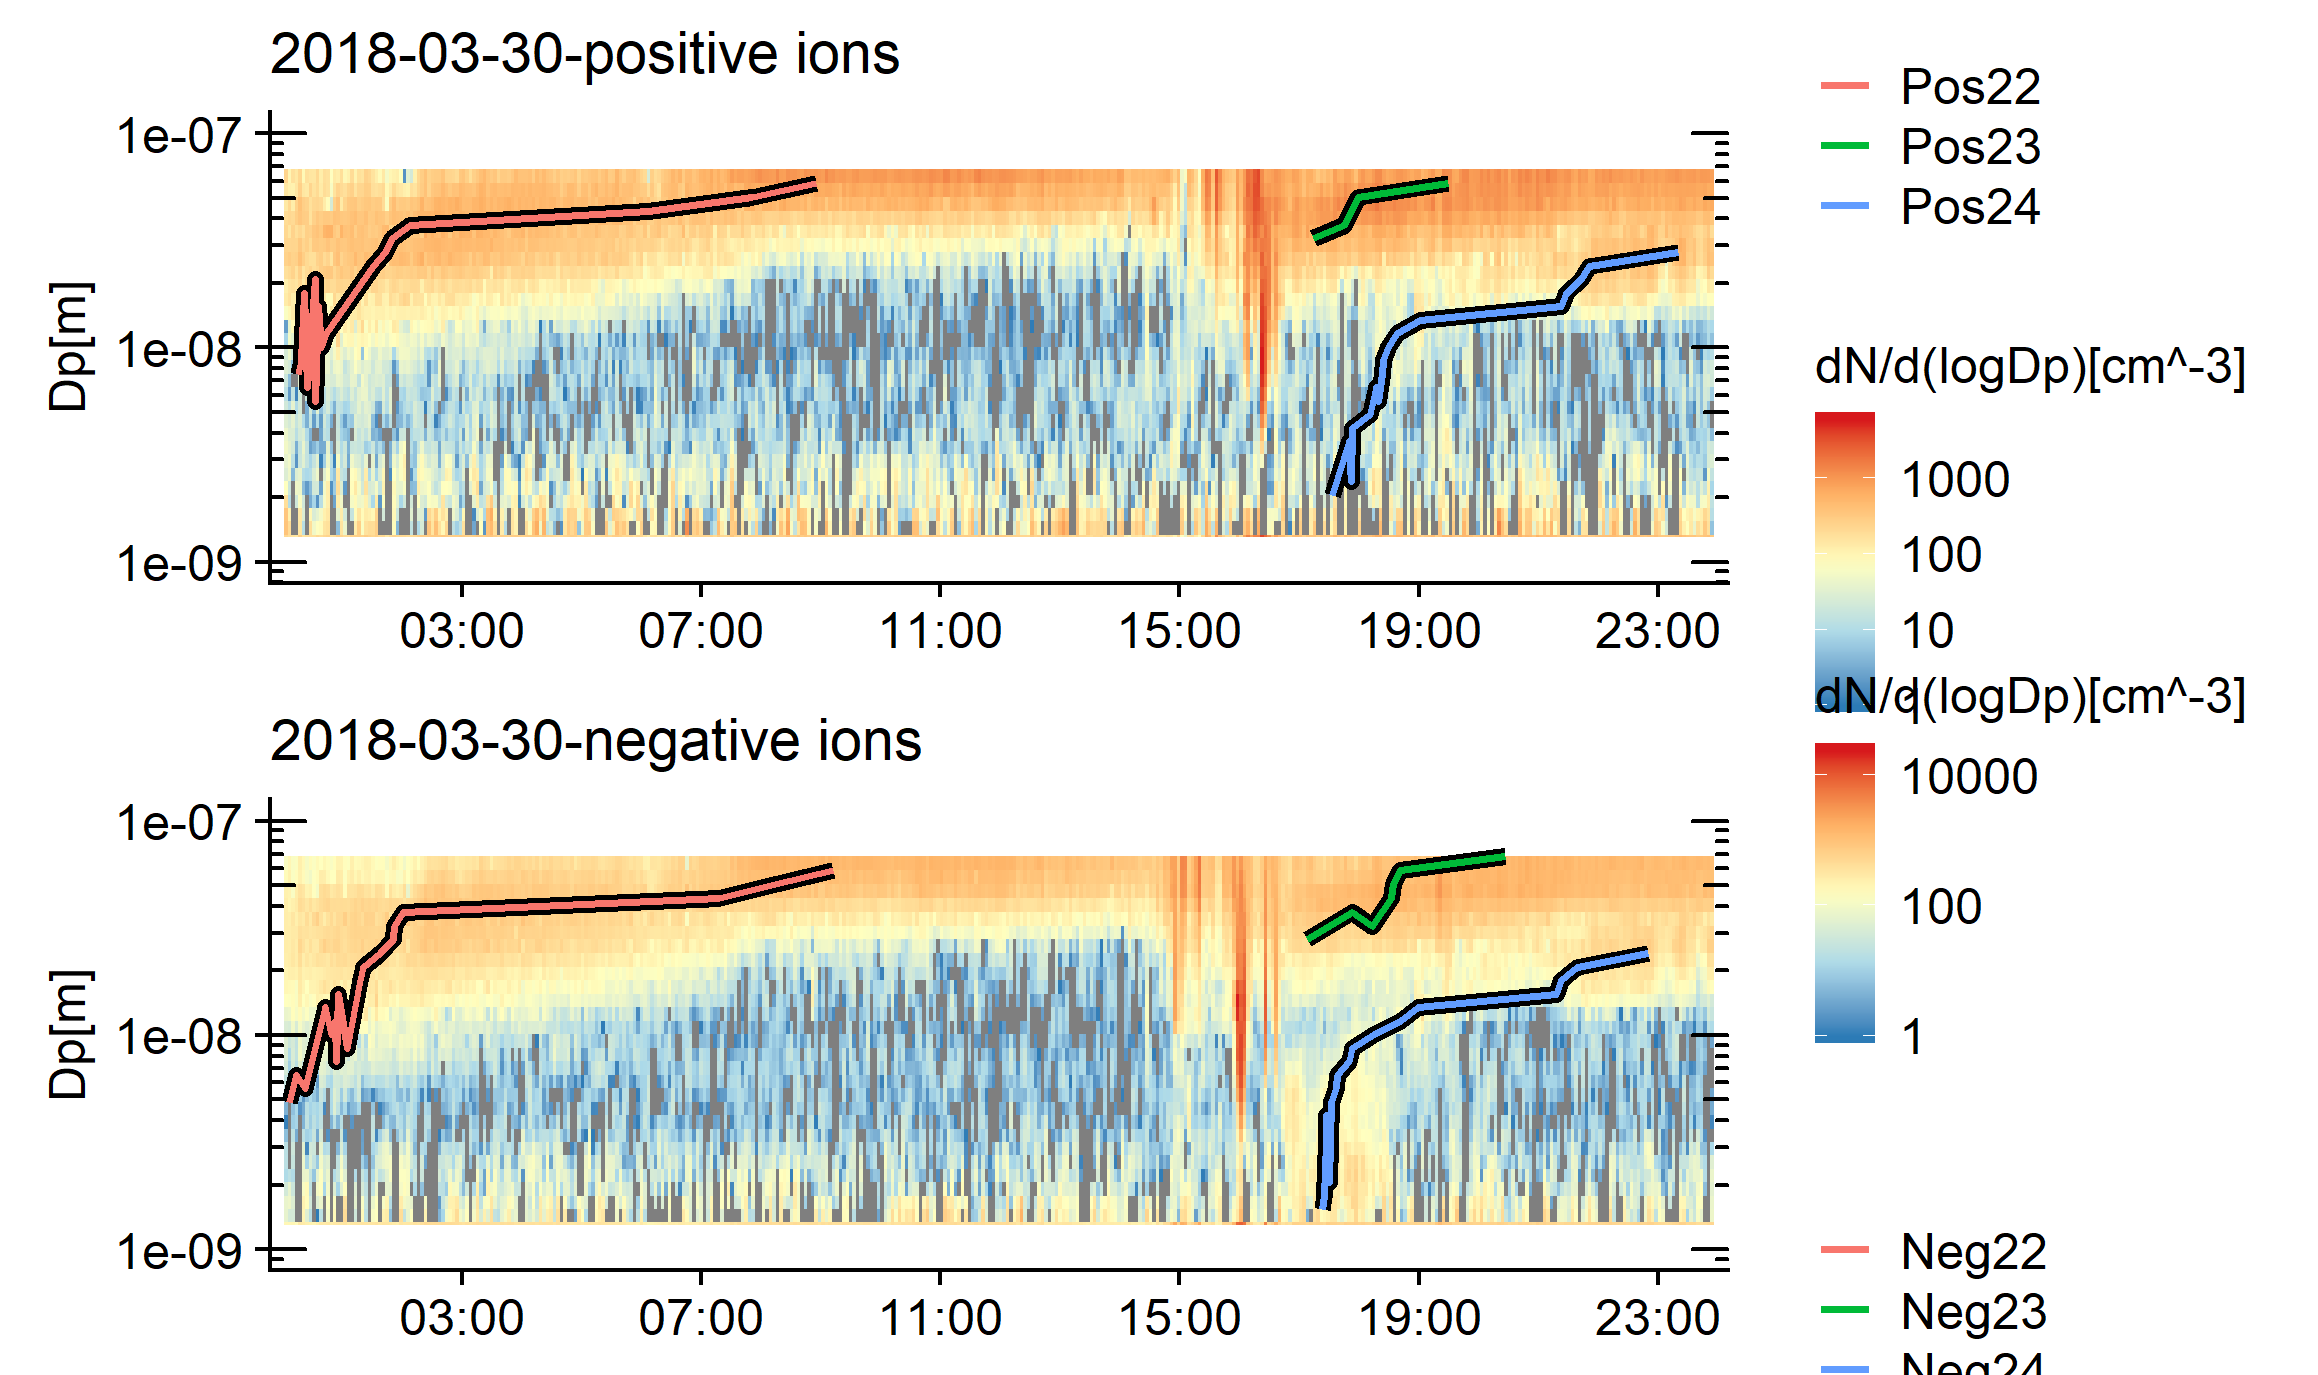 2018-03-30-positive ions
Dp[m]
1e-07
1e-08
1e-09
03:00 07:00 11:00 15:00 19:00 23:00
Pos22
Pos23
Pos24
dN/d(logDp)[cm^-3]
1000
100
10
dN/d(logDp)[cm^-3]
10000
100
1
2018-03-30-negative ions
Dp[m]
1e-07
1e-08
1e-09
03:00 07:00 11:00 15:00 19:00 23:00
Neg22
Neg23
Neg24